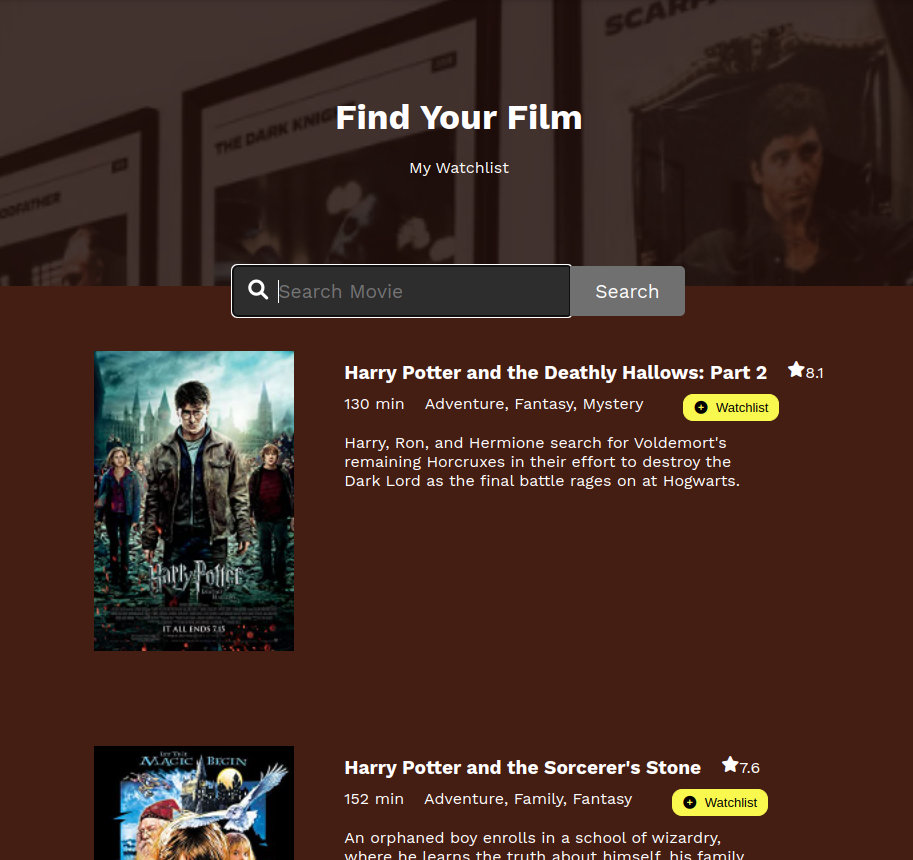 SCARFA
THE DARK KNIG
ODFATHER
Find Your Film
My Watchlist
Search Movie
Search
Harry Potter and the Deathly Hallows: Part 2
8.1
130 min
Adventure, Fantasy, Mystery
Watchlist
Harry, Ron, and Hermione search for Voldemort's
remaining Horcruxes in their effort to destroy the
Dark Lord as the final battle rages on at Hogwarts.
Harry Potter
IT ALL ENDS 7.15
LET THE
MAGIC BEGIN
Harry Potter and the Sorcerer's Stone
7.6
152 min
Adventure, Family, Fantasy
Watchlist
An orphaned boy enrolls in a school of wizardry,
where he learns the truth about himself, his family